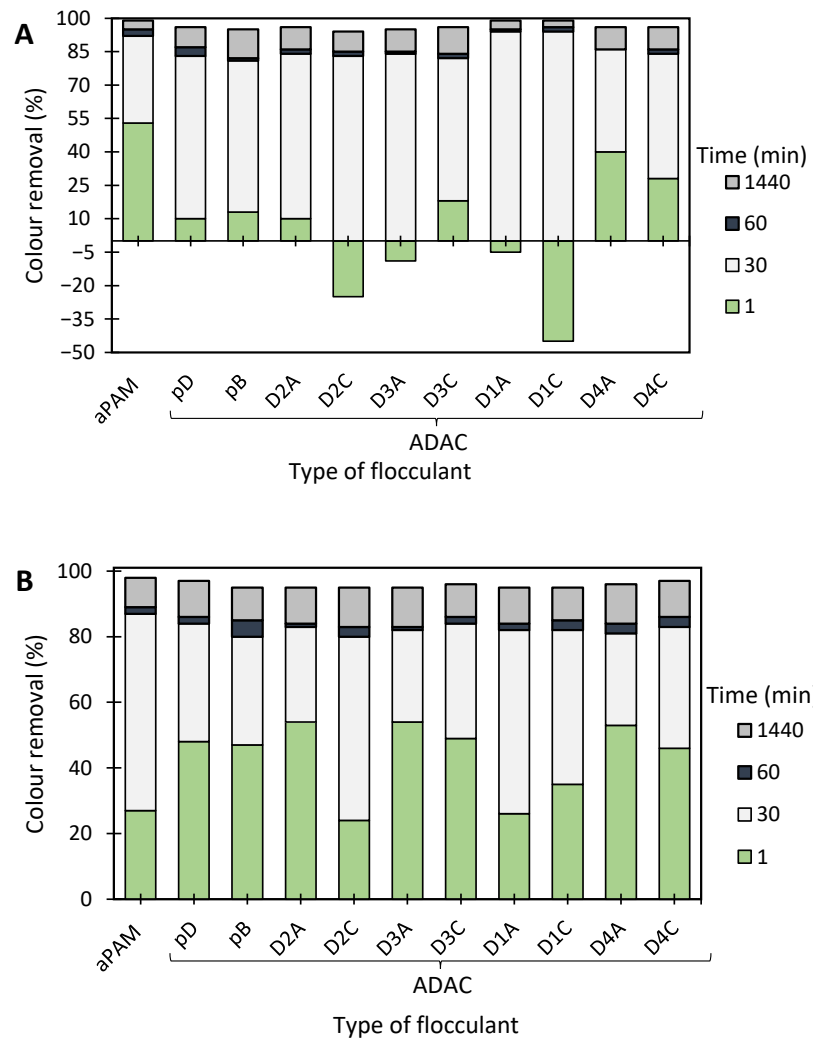 A
Colour removal (%)
100
85
70
55
40
25
10
−5
−20
−35
−50
Time (min)
1440
60
30
1
aPAM
pD
pB
D2A
D2C
D3A
D3C
D1A
D1C
D4A
D4C
ADAC
Type of flocculant
B
Colour removal (%)
100
80
60
40
20
0
Time (min)
1440
60
30
1
aPAM
pD
pB
D2A
D2C
D3A
D3C
D1A
D1C
D4A
D4C
ADAC
Type of flocculant